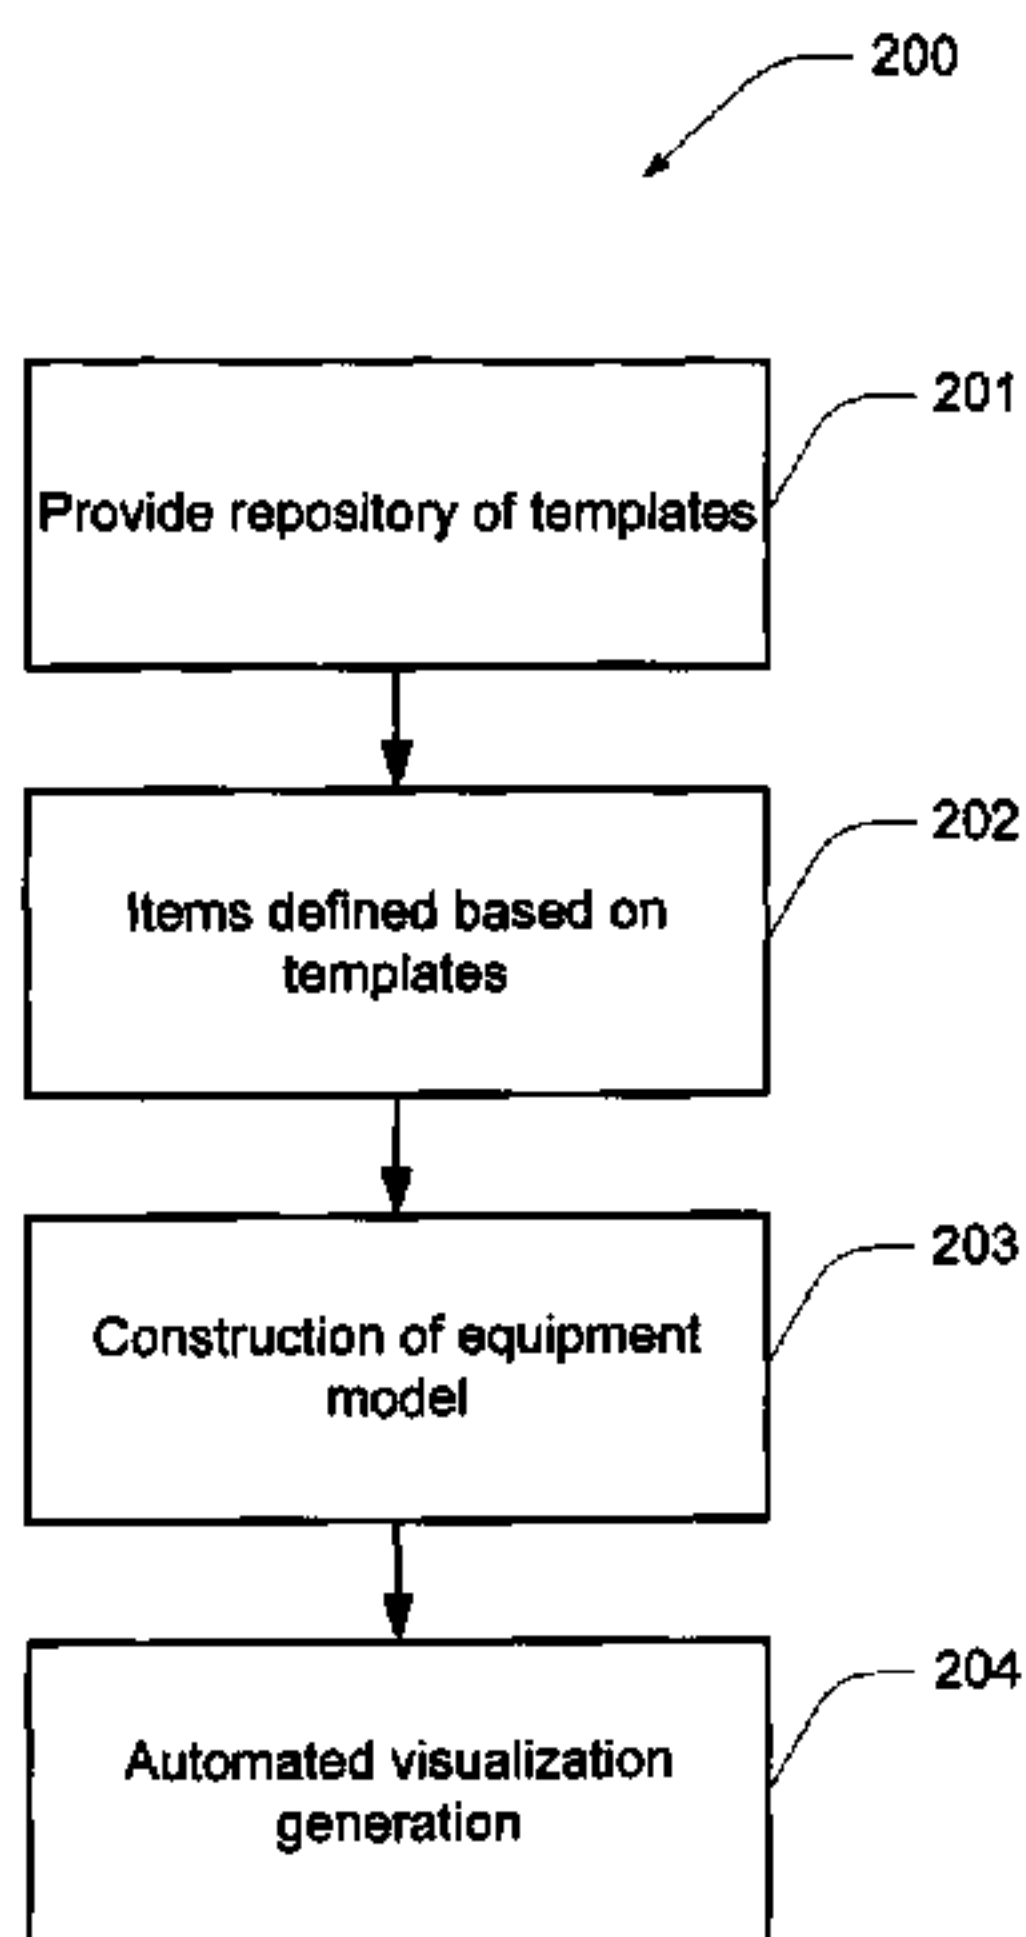 200
201
Provide repository of templates
202
Items defined based on
templates
203
Construction of equipment
model
204
Automated visualization
generation